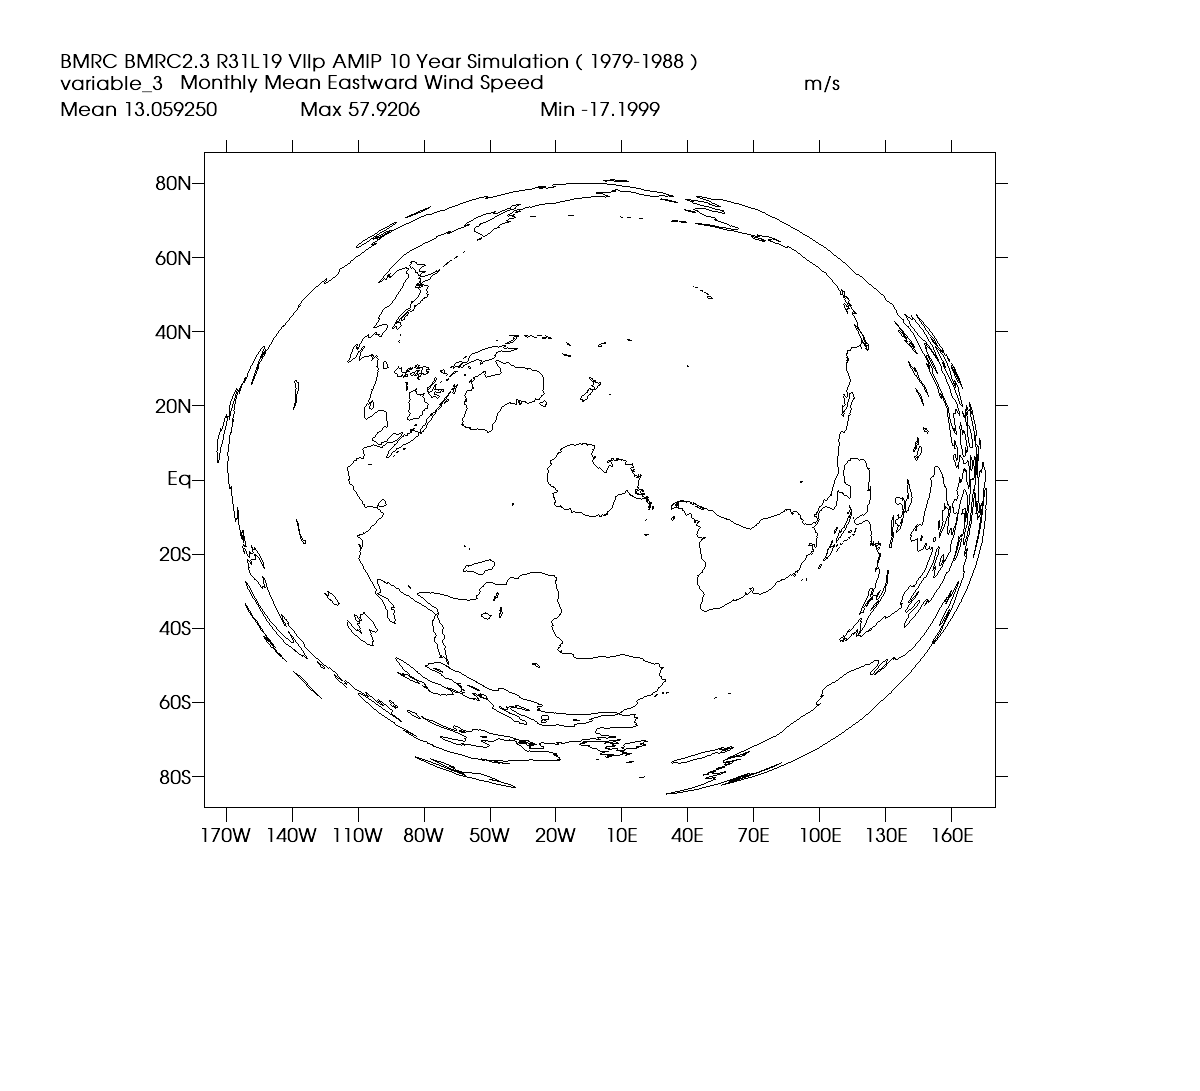 BMRC BMRC2.3 R31L19 VIIp AMIP 10 Year Simulation ( 1979-1988 )
variable_3 Monthly Mean Eastward Wind Speed m/s
Mean 13.059250 Max 57.9206 Min -17.1999
80N
60N
40N
20N
Eq
20S
40S
60S
80S
170W 140W 110W 80W 50W 20W 10E 40E 70E 100E 130E 160E